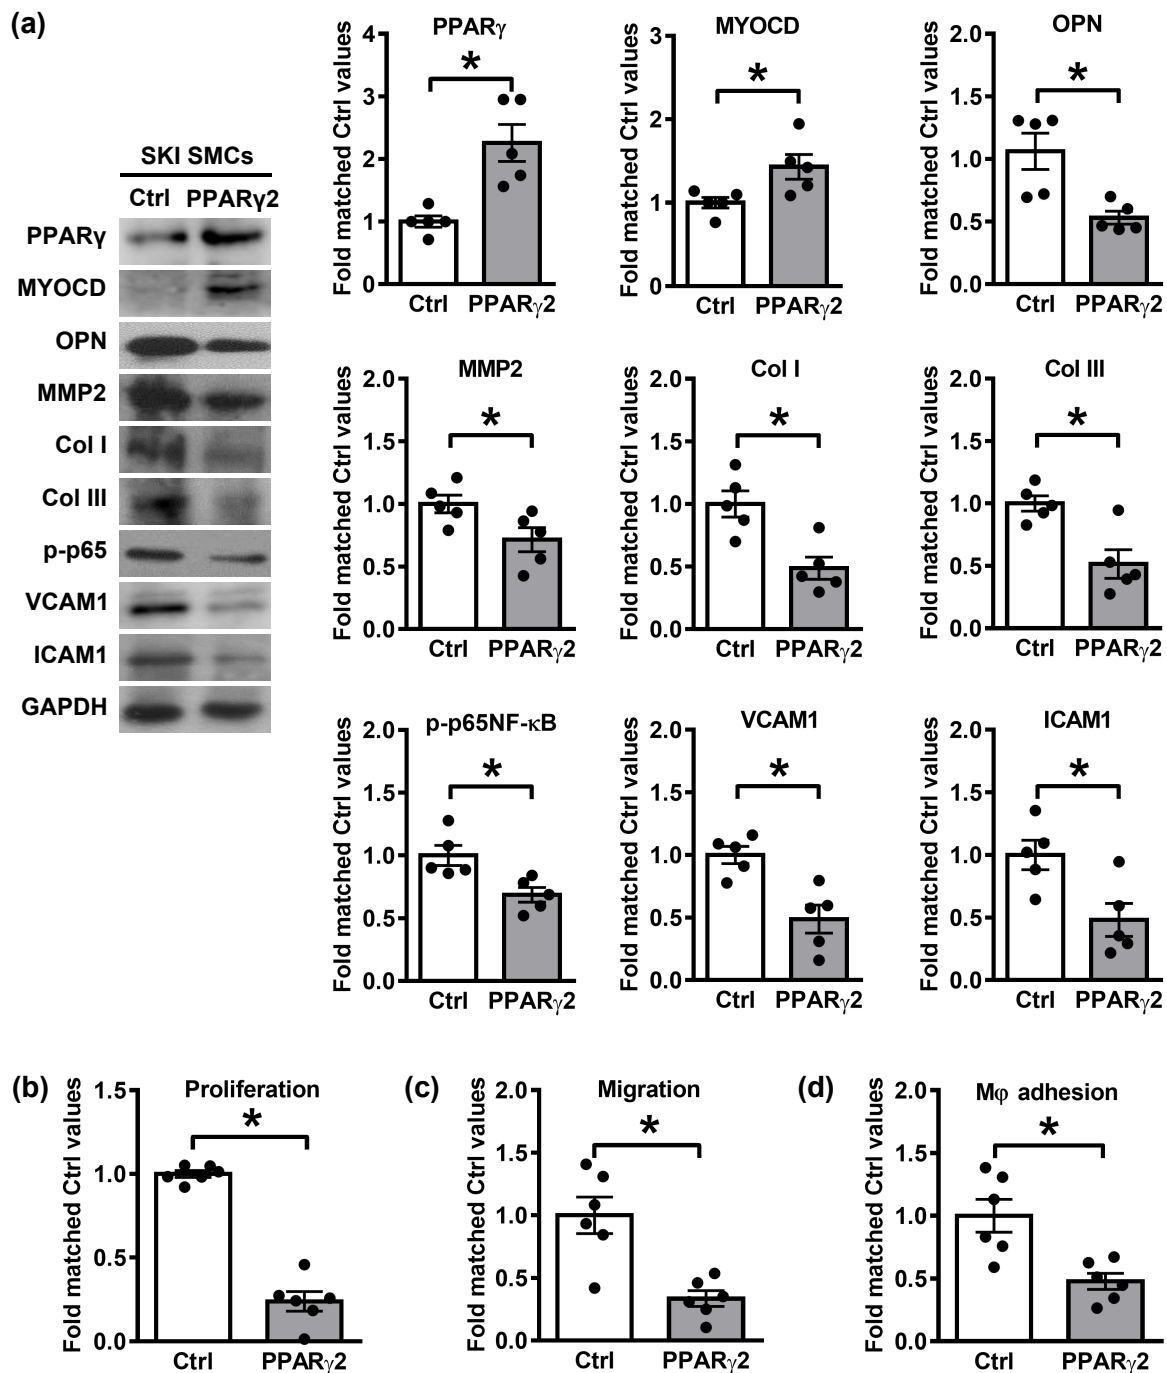 (a)
SKI SMCs
Ctrl PPARγ2
PPARγ
MYOCD
OPN
MMP2
Col I
Col III
p-p65
VCAM1
ICAM1
GAPDH
PPARγ
Fold matched Ctrl values
4
3
2
1
0
*
Ctrl PPARγ2
MYOCD
Fold matched Ctrl values
3
2
1
0
*
Ctrl PPARγ2
OPN
Fold matched Ctrl values
2.0
1.5
1.0
0.5
0.0
*
Ctrl PPARγ2
MMP2
Fold matched Ctrl values
2.0
1.5
1.0
0.5
0.0
*
Ctrl PPARγ2
Col I
Fold matched Ctrl values
2.0
1.5
1.0
0.5
0.0
*
Ctrl PPARγ2
Col III
Fold matched Ctrl values
2.0
1.5
1.0
0.5
0.0
*
Ctrl PPARγ2
p-p65NF-κB
Fold matched Ctrl values
2.0
1.5
1.0
0.5
0.0
*
Ctrl PPARγ2
VCAM1
Fold matched Ctrl values
2.0
1.5
1.0
0.5
0.0
*
Ctrl PPARγ2
ICAM1
Fold matched Ctrl values
2.0
1.5
1.0
0.5
0.0
*
Ctrl PPARγ2
(b)
Proliferation
Fold matched Ctrl values
1.5
1.0
0.5
0.0
*
Ctrl PPARγ2
(c)
Migration
Fold matched Ctrl values
2.0
1.5
1.0
0.5
0.0
*
Ctrl PPARγ2
(d)
Mφ adhesion
Fold matched Ctrl values
2.0
1.5
1.0
0.5
0.0
*
Ctrl PPARγ2